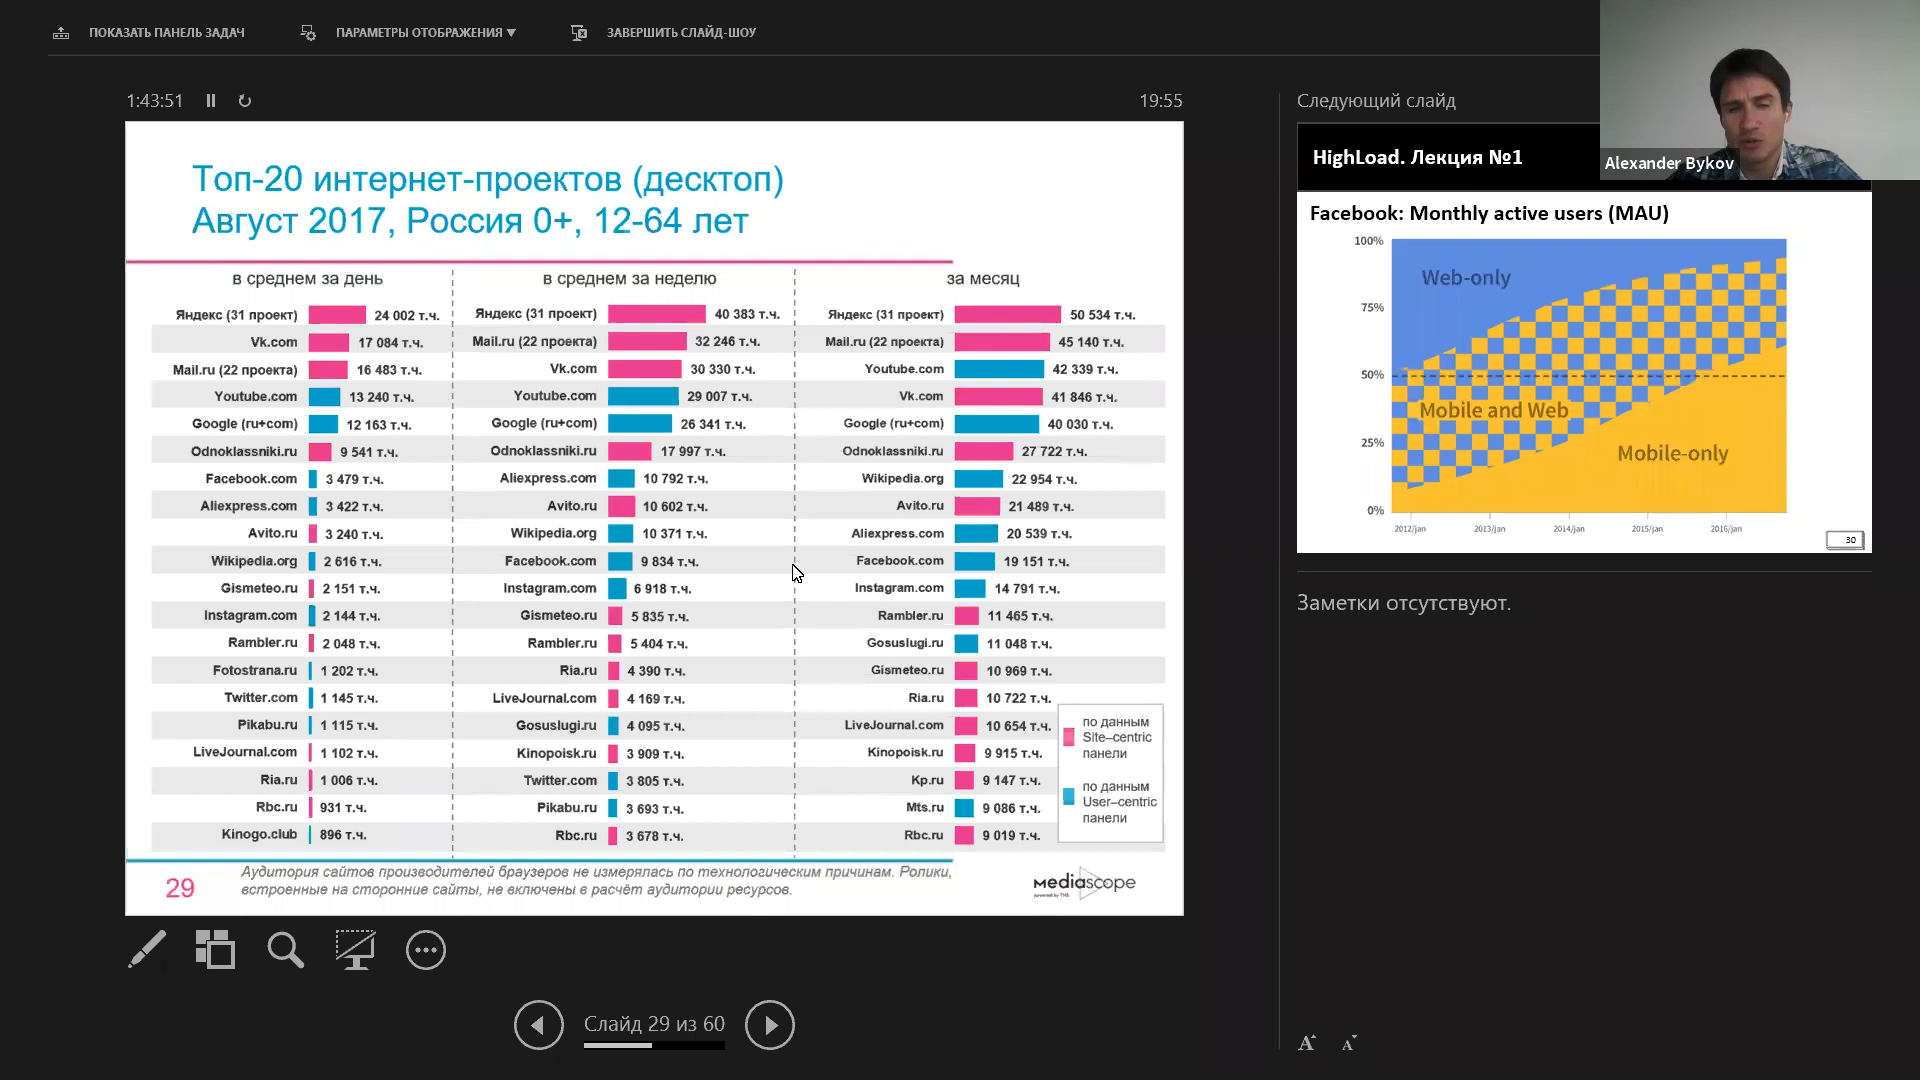 ПОКАЗАТЬ ПАНЕЛЬ ЗАДАЧ
ПАРАМЕТРЫ ОТОБРАЖЕНИЯ ▼
ЗАВЕРШИТЬ СЛАЙД-ШОУ
1:43:51
19:55
Топ-20 интернет-проектов (десктоп)
Август 2017, Россия 0+, 12-64 лет
в среднем за день
Яндекс (31 проект) 24 002 т.ч.
Vk.com 17 084 т.ч.
Mail.ru (22 проекта) 16 483 т.ч.
Youtube.com 13 240 т.ч.
Google (ru+com) 12 163 т.ч.
Odnoklassniki.ru 9 541 т.ч.
Facebook.com 3 479 т.ч.
Aliexpress.com 3 422 т.ч.
Avito.ru 3 240 т.ч.
Wikipedia.org 2 616 т.ч.
Gismeteo.ru 2 151 т.ч.
Instagram.com 2 144 т.ч.
Rambler.ru 2 048 т.ч.
Fotostrana.ru 1 202 т.ч.
Twitter.com 1 145 т.ч.
Pikabu.ru 1 115 т.ч.
LiveJournal.com 1 102 т.ч.
Ria.ru 1 006 т.ч.
Rbc.ru 931 т.ч.
Kinogo.club 896 т.ч.
в среднем за неделю
Яндекс (31 проект) 40 383 т.ч.
Mail.ru (22 проекта) 32 246 т.ч.
Vk.com 30 330 т.ч.
Youtube.com 29 007 т.ч.
Google (ru+com) 26 341 т.ч.
Odnoklassniki.ru 17 997 т.ч.
Aliexpress.com 10 792 т.ч.
Avito.ru 10 602 т.ч.
Wikipedia.org 10 371 т.ч.
Facebook.com 9 834 т.ч.
Instagram.com 6 918 т.ч.
Gismeteo.ru 5 835 т.ч.
Rambler.ru 5 404 т.ч.
Ria.ru 4 390 т.ч.
LiveJournal.com 4 169 т.ч.
Gosuslugi.ru 4 095 т.ч.
Kinopoisk.ru 3 909 т.ч.
Twitter.com 3 805 т.ч.
Pikabu.ru 3 693 т.ч.
Rbc.ru 3 678 т.ч.
за месяц
Яндекс (31 проект) 50 534 т.ч.
Mail.ru (22 проекта) 45 140 т.ч.
Youtube.com 42 339 т.ч.
Vk.com 41 846 т.ч.
Google (ru+com) 40 030 т.ч.
Odnoklassniki.ru 27 722 т.ч.
Wikipedia.org 22 954 т.ч.
Avito.ru 21 489 т.ч.
Aliexpress.com 20 539 т.ч.
Facebook.com 19 151 т.ч.
Instagram.com 14 791 т.ч.
Rambler.ru 11 465 т.ч.
Gosuslugi.ru 11 048 т.ч.
Gismeteo.ru 10 969 т.ч.
Ria.ru 10 722 т.ч.
LiveJournal.com 10 654 т.ч.
Kinopoisk.ru 9 915 т.ч.
Kp.ru 9 147 т.ч.
Mts.ru 9 086 т.ч.
Rbc.ru 9 019 т.ч.
по данным
Site–centric
панели
по данным
User–centric
панели
29
Аудитория сайтов производителей браузеров не измерялась по технологическим причинам. Ролики,
встроенные на сторонние сайты, не включены в расчёт аудитории ресурсов.
mediascope
powered by TNS
Слайд 29 из 60
Следующий слайд
Alexander Bykov
HighLoad. Лекция №1
Facebook: Monthly active users (MAU)
100%
75%
50%
25%
0%
Web-only
Mobile and Web
Mobile-only
2012/jan
2013/jan
2014/jan
2015/jan
2016/jan
30
Заметки отсутствуют.
A A